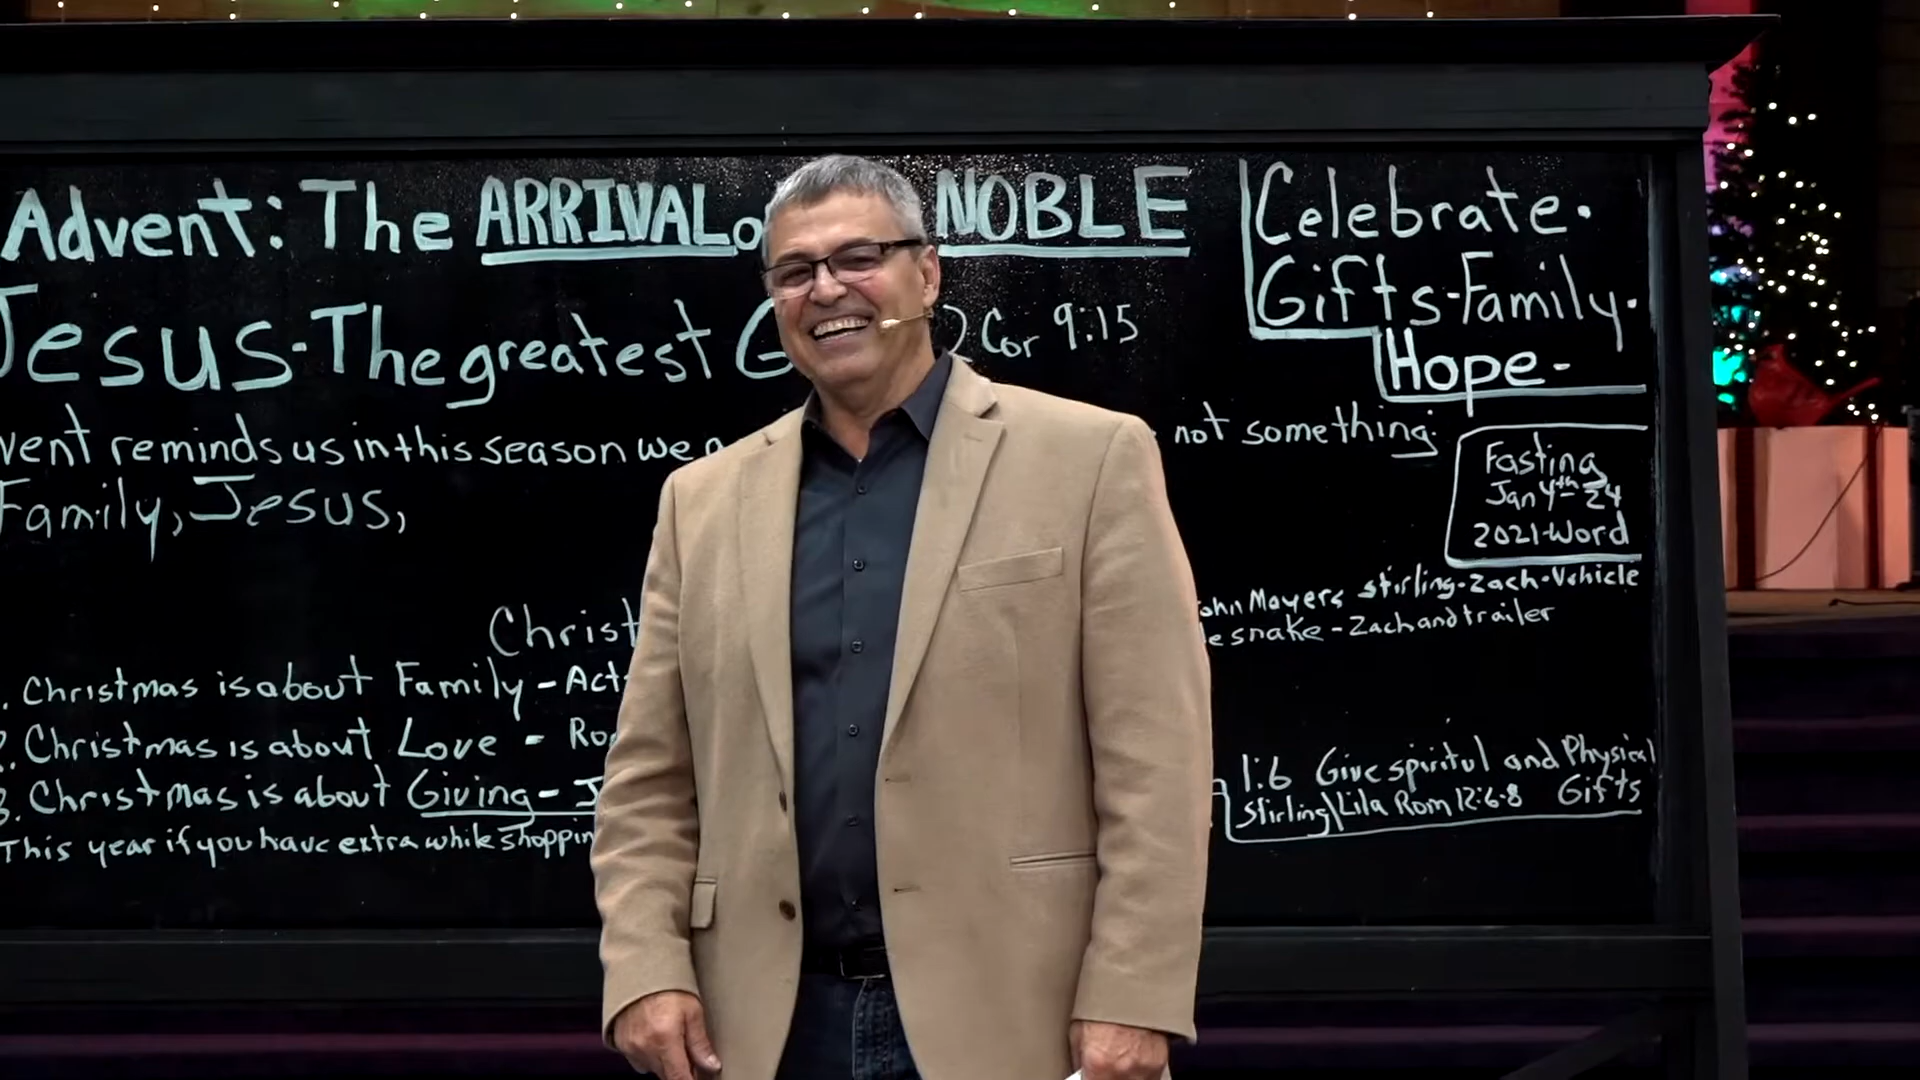 Advent: The ARRIVAL NOBLE
Jesus-The greatest 2 Cor 9:15
vent reminds us in this season we not something
Family, Jesus,
Celebrate.
Gifts-Family.
Hope-
Fasting
Jan 4th 24
2021-Word
ohn Mayers stirling-Zach-Vehicle
snake-Zach and trailer
Christ
Christmas is about Family-Act
Christmas is about Love - Ro
3. Christmas is about Giving- J
This year if you have extra while shoppin
1:6 Give spiritul and Physical
Gifts
Stirling/Lila Rom 12:6-8